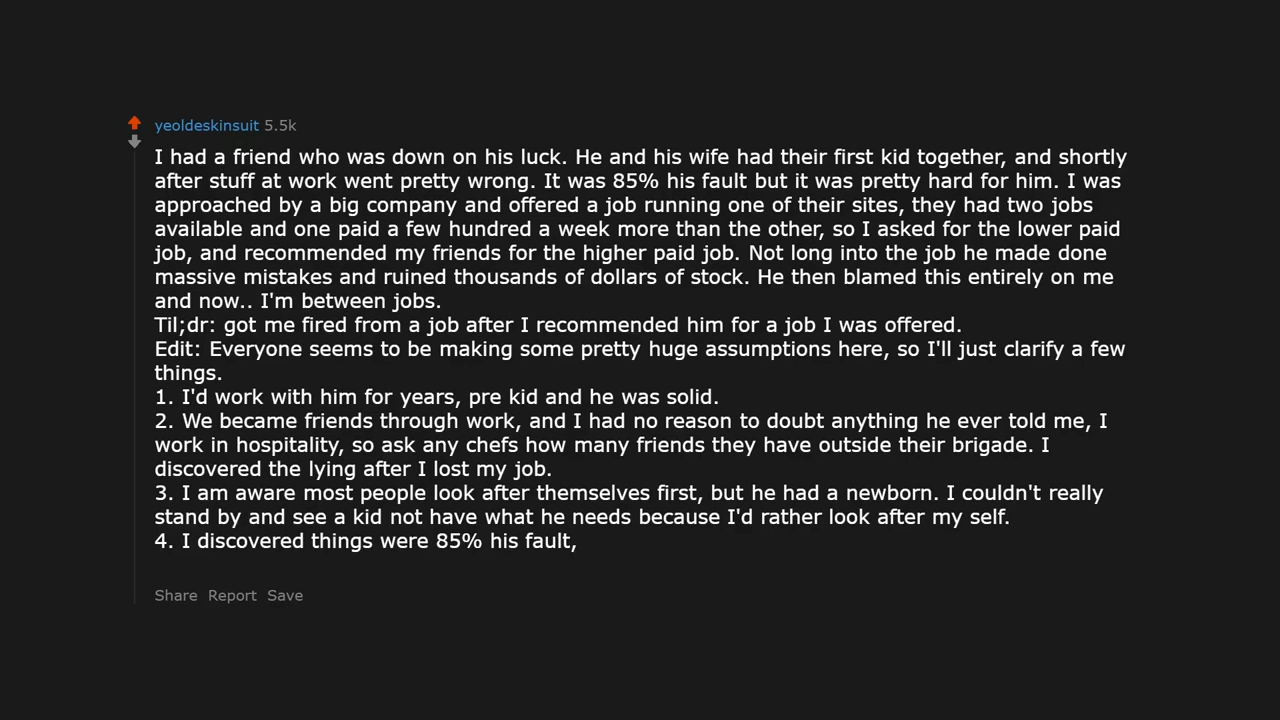 yeoldeskinsuit 5.5k
I had a friend who was down on his luck. He and his wife had their first kid together, and shortly
after stuff at work went pretty wrong. It was 85% his fault but it was pretty hard for him. I was
approached by a big company and offered a job running one of their sites, they had two jobs
available and one paid a few hundred a week more than the other, so I asked for the lower paid
job, and recommended my friends for the higher paid job. Not long into the job he made done
massive mistakes and ruined thousands of dollars of stock. He then blamed this entirely on me
and now.. I'm between jobs.
Til;dr: got me fired from a job after I recommended him for a job I was offered.
Edit: Everyone seems to be making some pretty huge assumptions here, so I'll just clarify a few
things.
1. I'd work with him for years, pre kid and he was solid.
2. We became friends through work, and I had no reason to doubt anything he ever told me, I
work in hospitality, so ask any chefs how many friends they have outside their brigade. I
discovered the lying after I lost my job.
3. I am aware most people look after themselves first, but he had a newborn. I couldn't really
stand by and see a kid not have what he needs because I'd rather look after my self.
4. I discovered things were 85% his fault,
Share Report Save